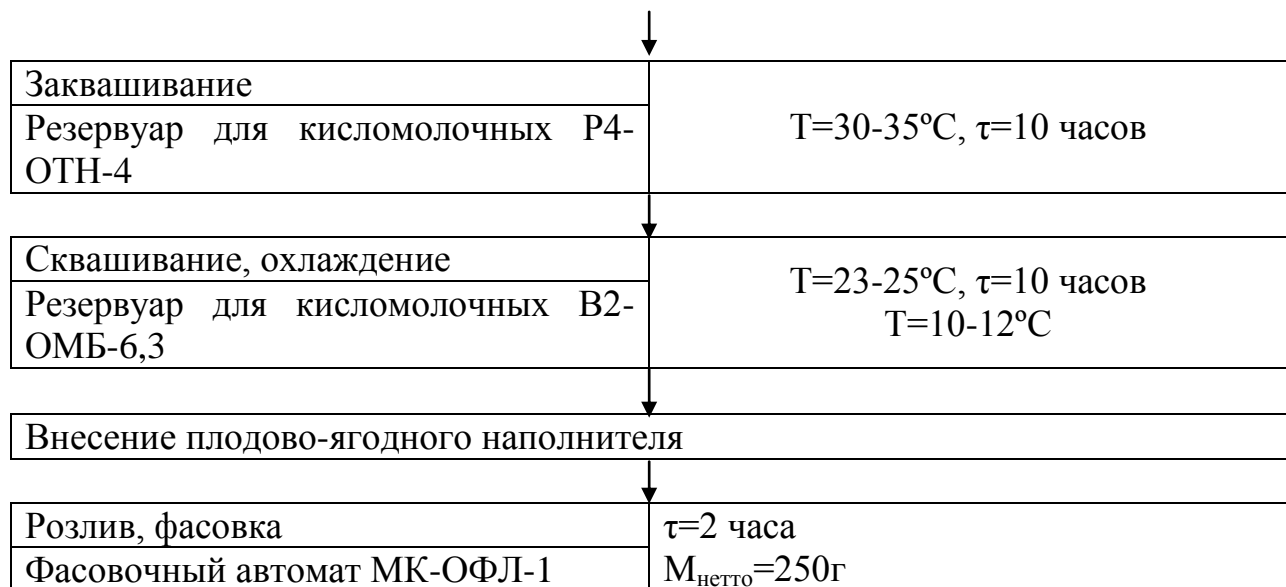 Заквашивание
Резервуар для кисломолочных Р4-
ОТН-4
Т=30-35ºС, τ=10 часов
Сквашивание, охлаждение
Резервуар для кисломолочных В2-
ОМБ-6,3
Т=23-25ºС, τ=10 часов
Т=10-12ºС
Внесение плодово-ягодного наполнителя
Розлив, фасовка
Фасовочный автомат МК-ОФЛ-1
τ=2 часа
Мнетто=250г